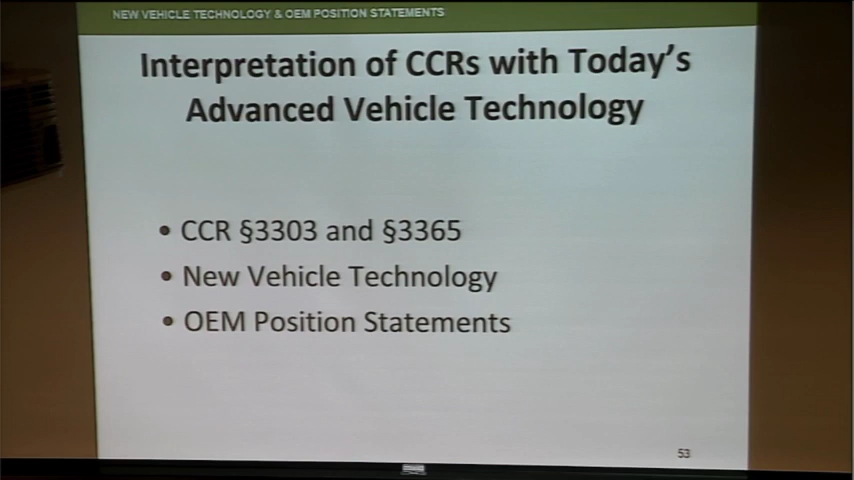 NEW VEHICLE TECHNOLOGY & OEM POSITION STATEMENTS
Interpretation of CCRs with Today's
Advanced Vehicle Technology
• CCR §3303 and §3365
• New Vehicle Technology
• OEM Position Statements
53